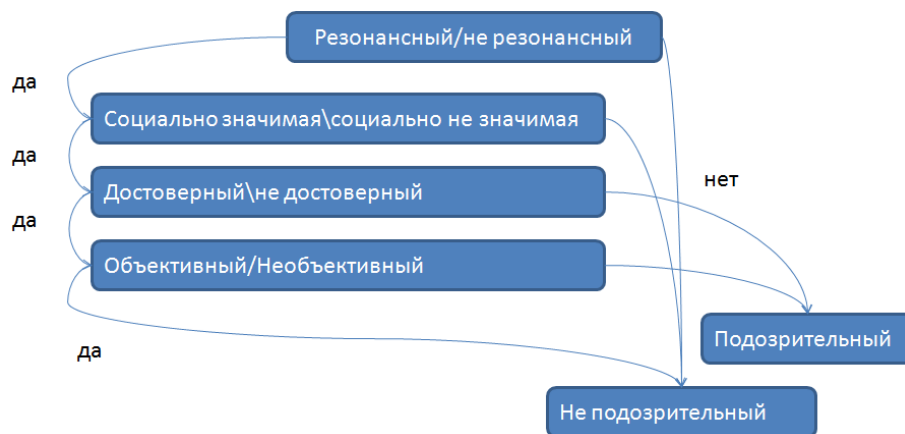 Резонансный/не резонансный
да
Социально значимая\социально не значимая
да
Достоверный\не достоверный
нет
да
Объективный/Необъективный
Подозрительный
да
Не подозрительный